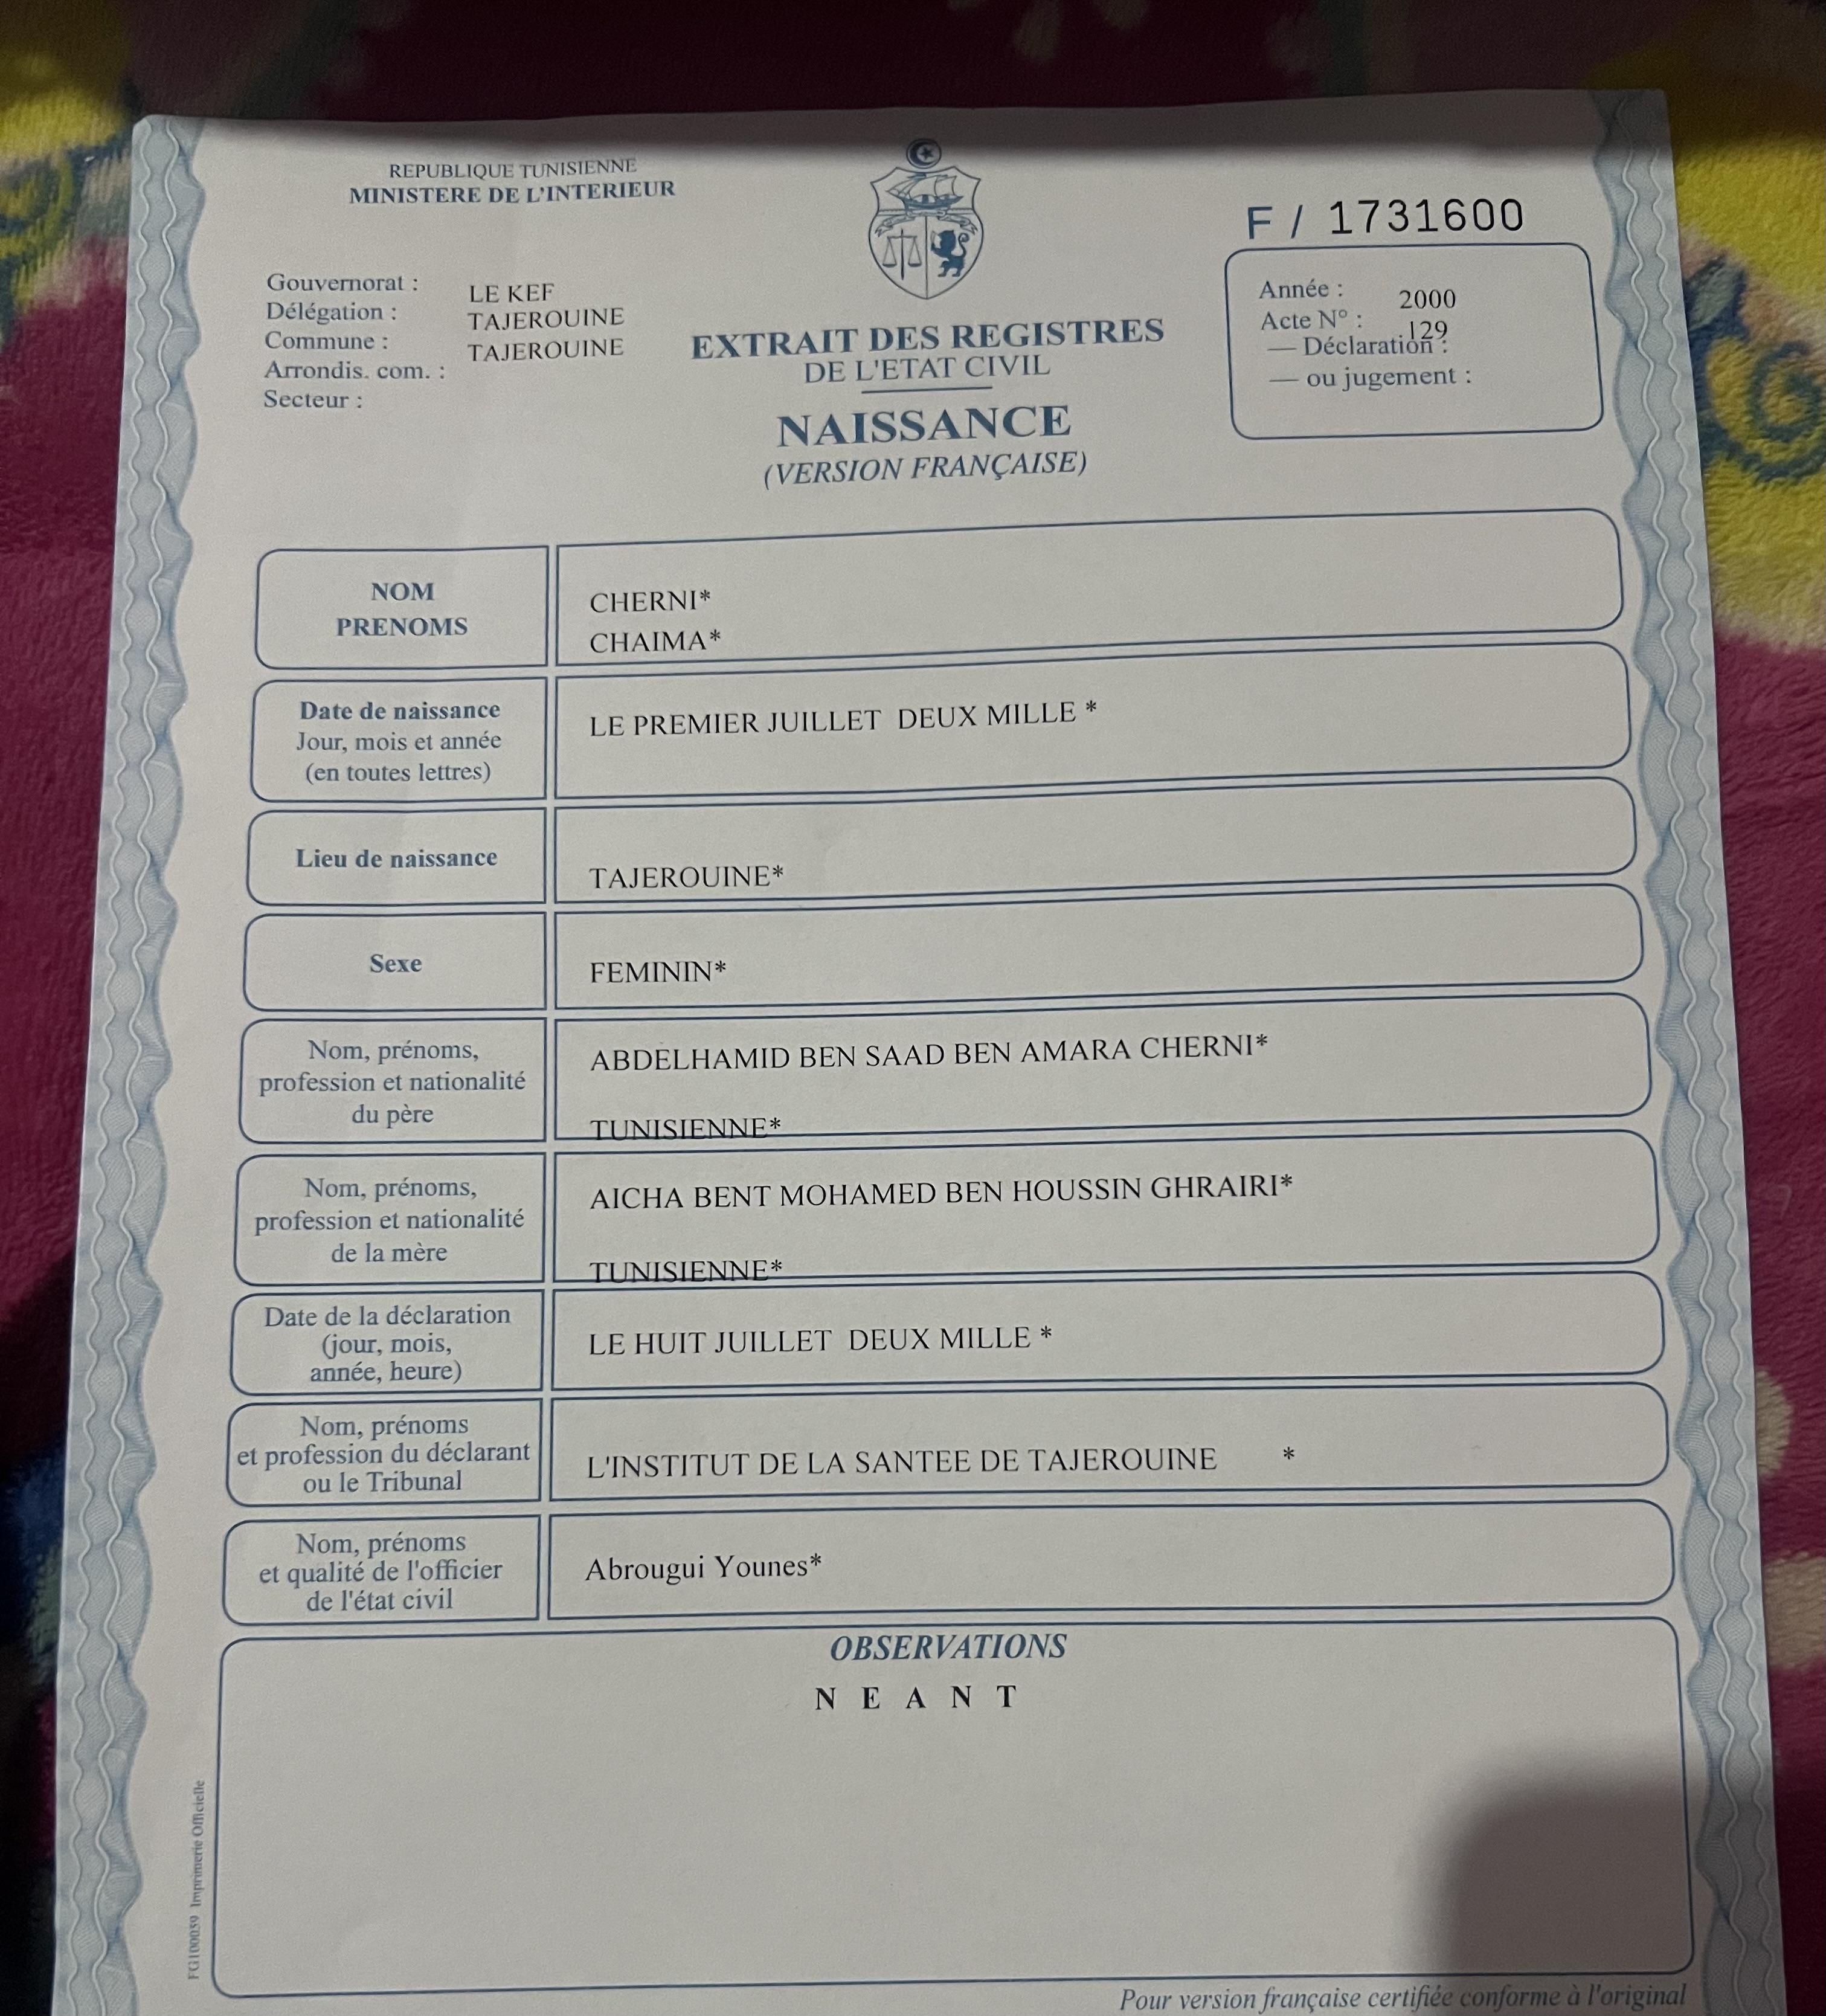 REPUBLIQUE TUNISIENNE
MINISTERE DE L'INTERIEUR
F / 1731600
Gouvernorat : LE KEF
Délégation : TAJEROUINE
Commune : TAJEROUINE
Arrondis. com. :
Secteur :
EXTRAIT DES REGISTRES
DE L'ETAT CIVIL
NAISSANCE
(VERSION FRANÇAISE)
Année : 2000
Acte N° : 129
— Déclaration :
— ou jugement :
NOM
PRENOMS
CHERNI*
CHAIMA*
Date de naissance
Jour, mois et année
(en toutes lettres)
LE PREMIER JUILLET DEUX MILLE *
Lieu de naissance
TAJEROUINE*
Sexe
FEMININ*
Nom, prénoms,
profession et nationalité
du père
ABDELHAMID BEN SAAD BEN AMARA CHERNI*
TUNISIENNE*
Nom, prénoms,
profession et nationalité
de la mère
AICHA BENT MOHAMED BEN HOUSSIN GHRAIRI*
TUNISIENNE*
Date de la déclaration
(jour, mois,
année, heure)
LE HUIT JUILLET DEUX MILLE *
Nom, prénoms
et profession du déclarant
ou le Tribunal
L'INSTITUT DE LA SANTEE DE TAJEROUINE *
Nom, prénoms
et qualité de l'officier
de l'état civil
Abrougui Younes*
OBSERVATIONS
N E A N T
FG100059 Imprimerie Officielle
Pour version française certifiée conforme à l'original